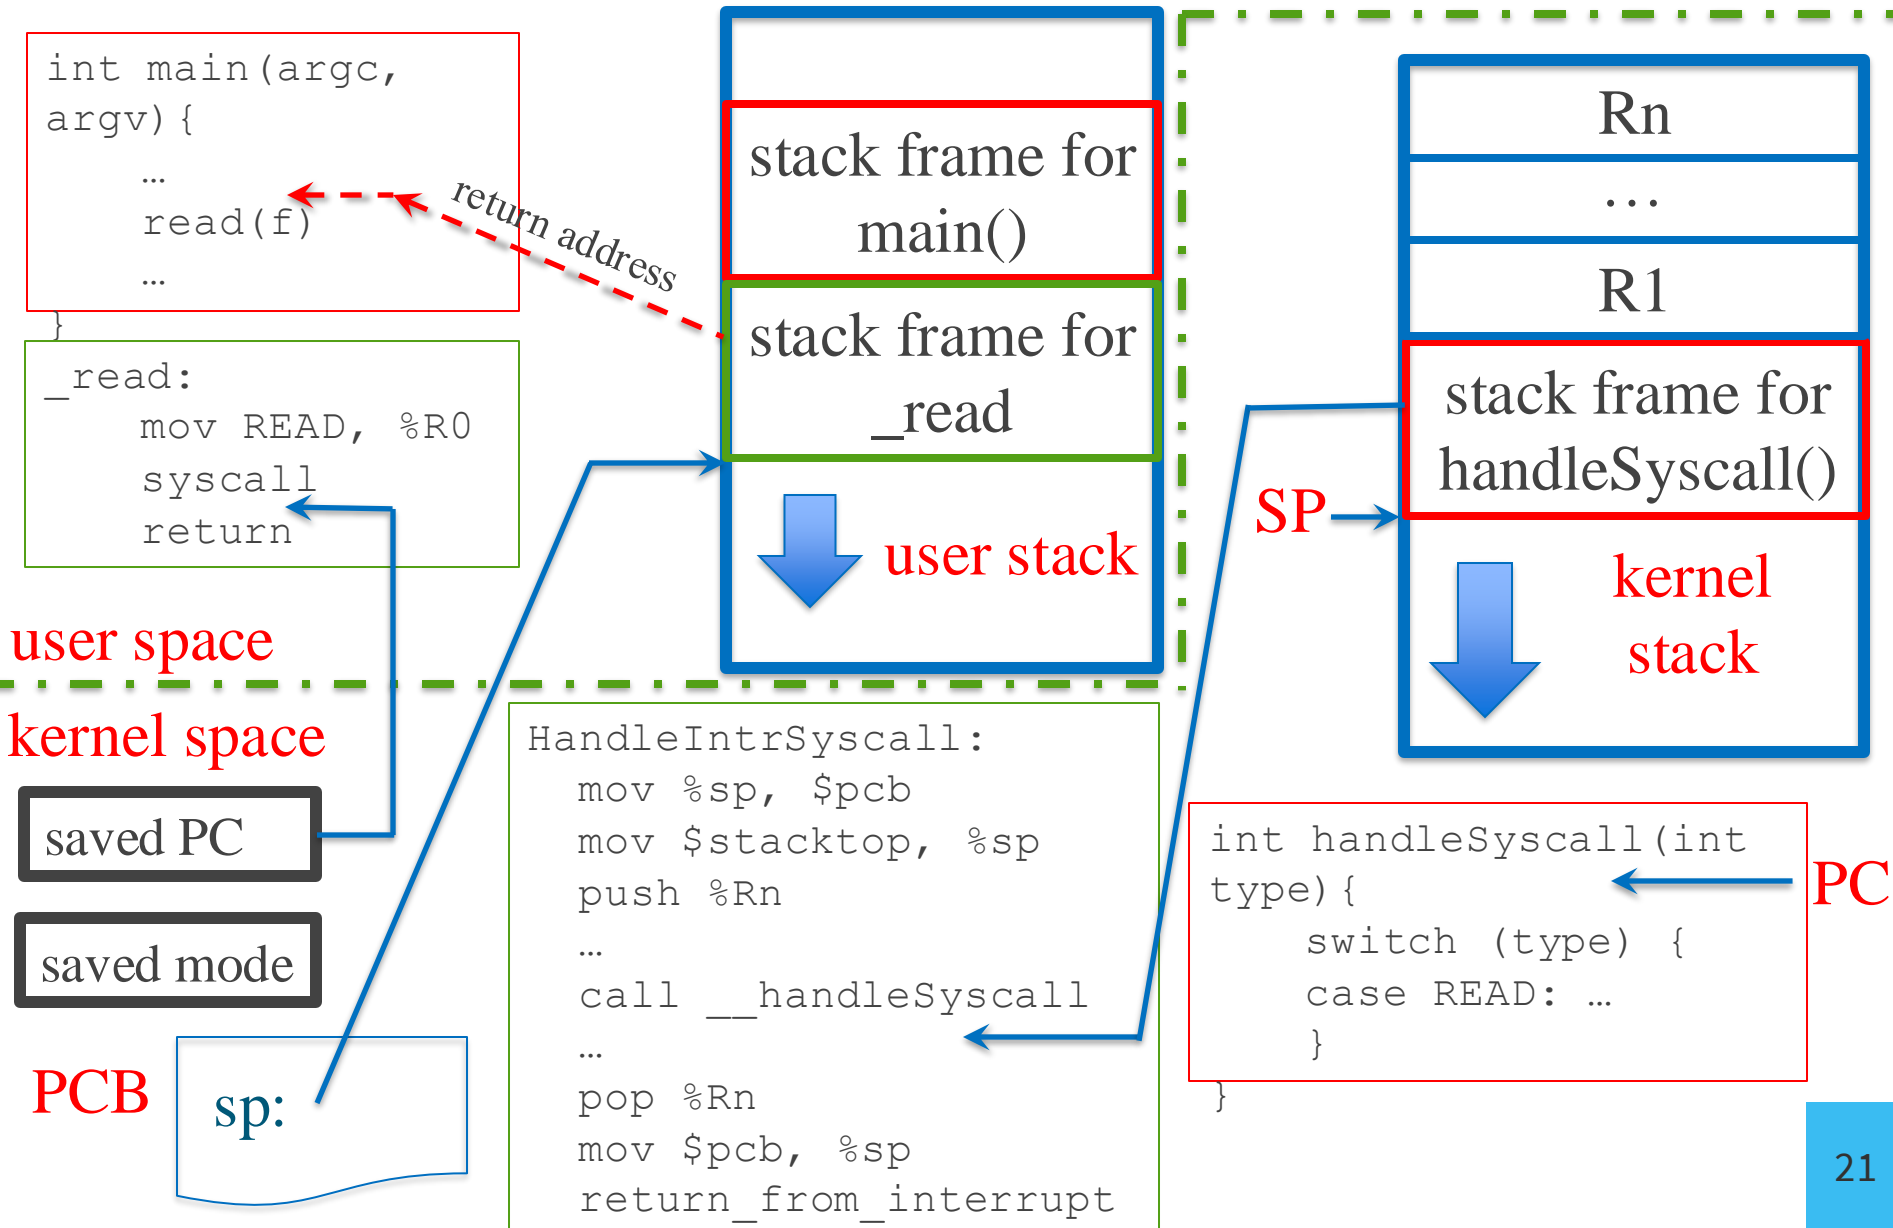 int main(argc,
argv){
…
read(f)
…
}
return address
_read:
mov READ, %R0
syscall
return
user space
kernel space
saved PC
saved mode
PCB
sp:
stack frame for
main()
stack frame for
_read
user stack
HandleIntrSyscall:
mov %sp, $pcb
mov $stacktop, %sp
push %Rn
…
call __handleSyscall
…
pop %Rn
mov $pcb, %sp
return_from_interrupt
Rn
…
R1
stack frame for
handleSyscall()
SP
kernel
stack
int handleSyscall(int
type){
switch (type) {
case READ: …
}
}
PC
21